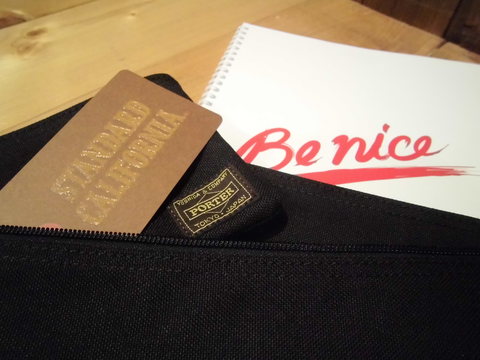 STANDARD
CALIFORNIA
Be nice
YOSHIDA & COMPANY
PORTER
TOKYO, JAPAN